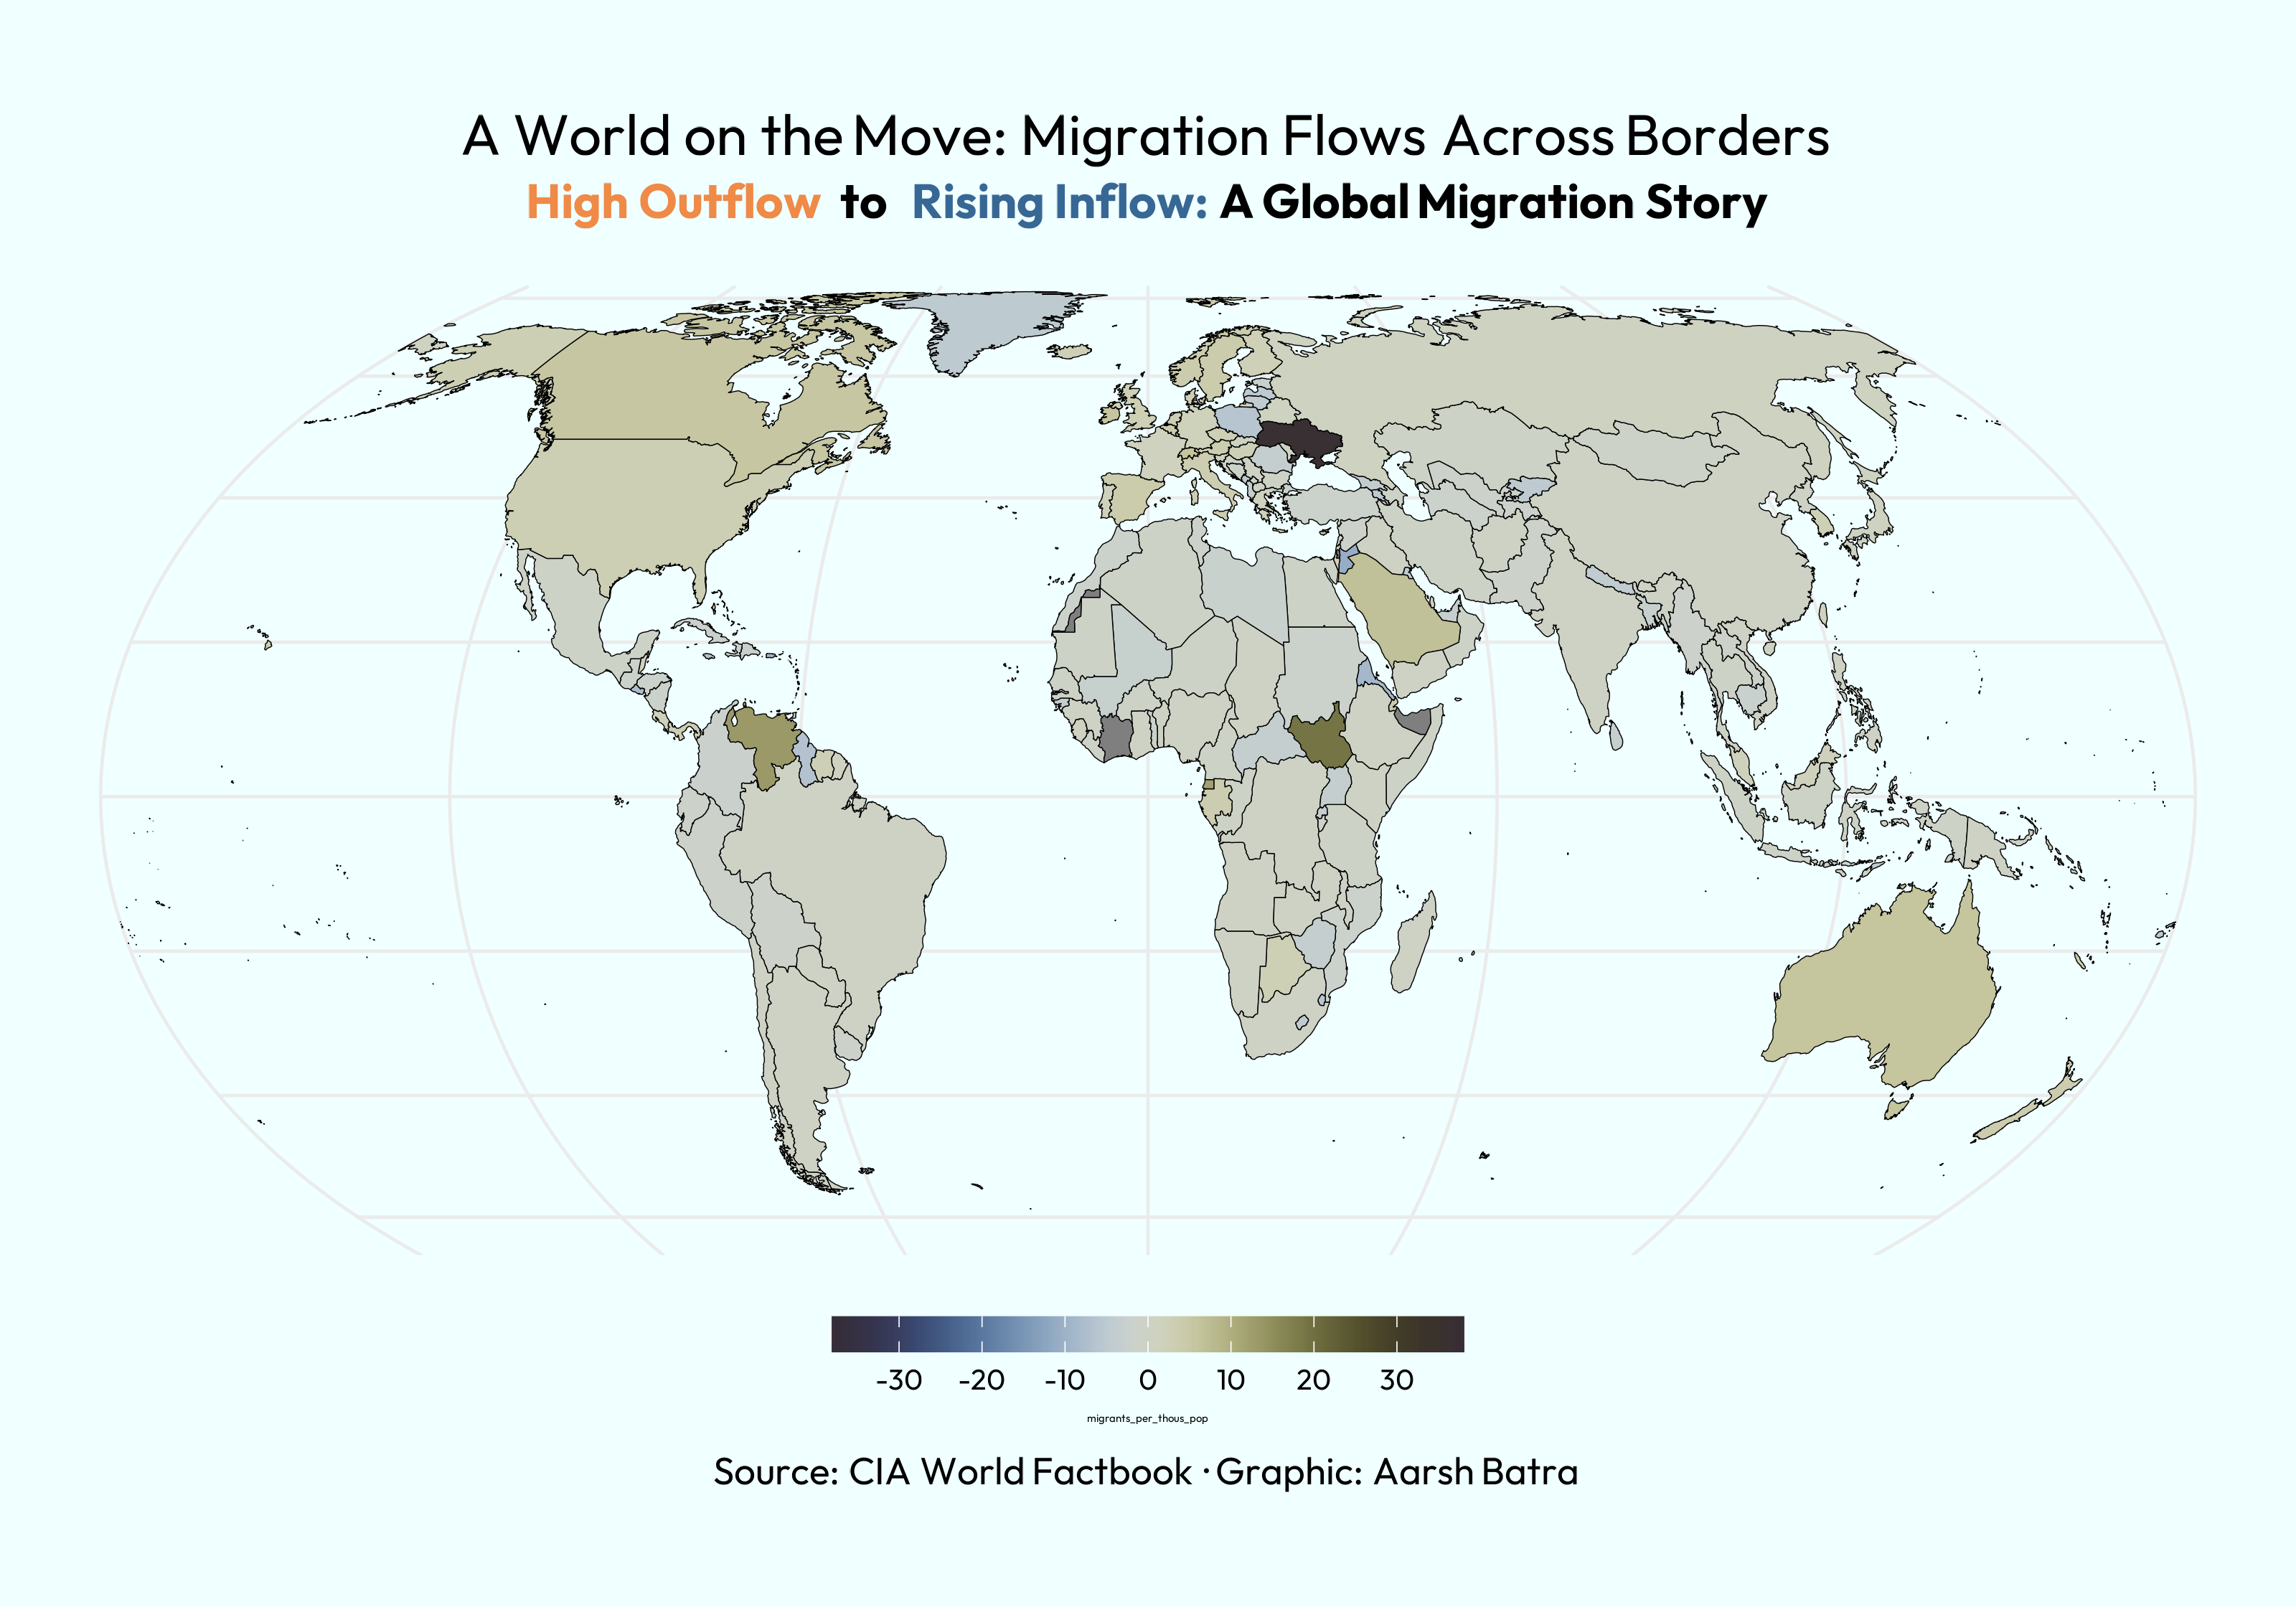 A World on the Move: Migration Flows Across Borders
High Outflow to Rising Inflow: A Global Migration Story
-30 -20 -10 0 10 20 30
migrants_per_thous_pop
Source: CIA World Factbook · Graphic: Aarsh Batra